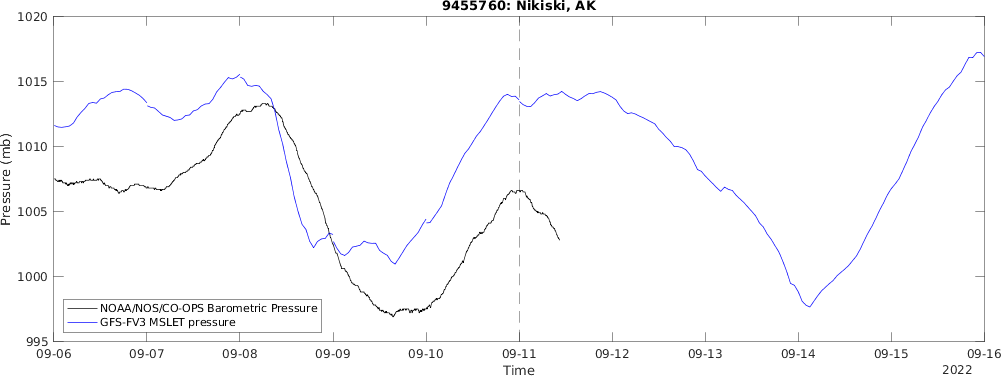 9455760: Nikiski, AK
1020
1015
1010
1005
1000
995
Pressure (mb)
NOAA/NOS/CO-OPS Barometric Pressure
GFS-FV3 MSLET pressure
09-06 09-07 09-08 09-09 09-10 09-11 09-12 09-13 09-14 09-15 09-16
Time
2022